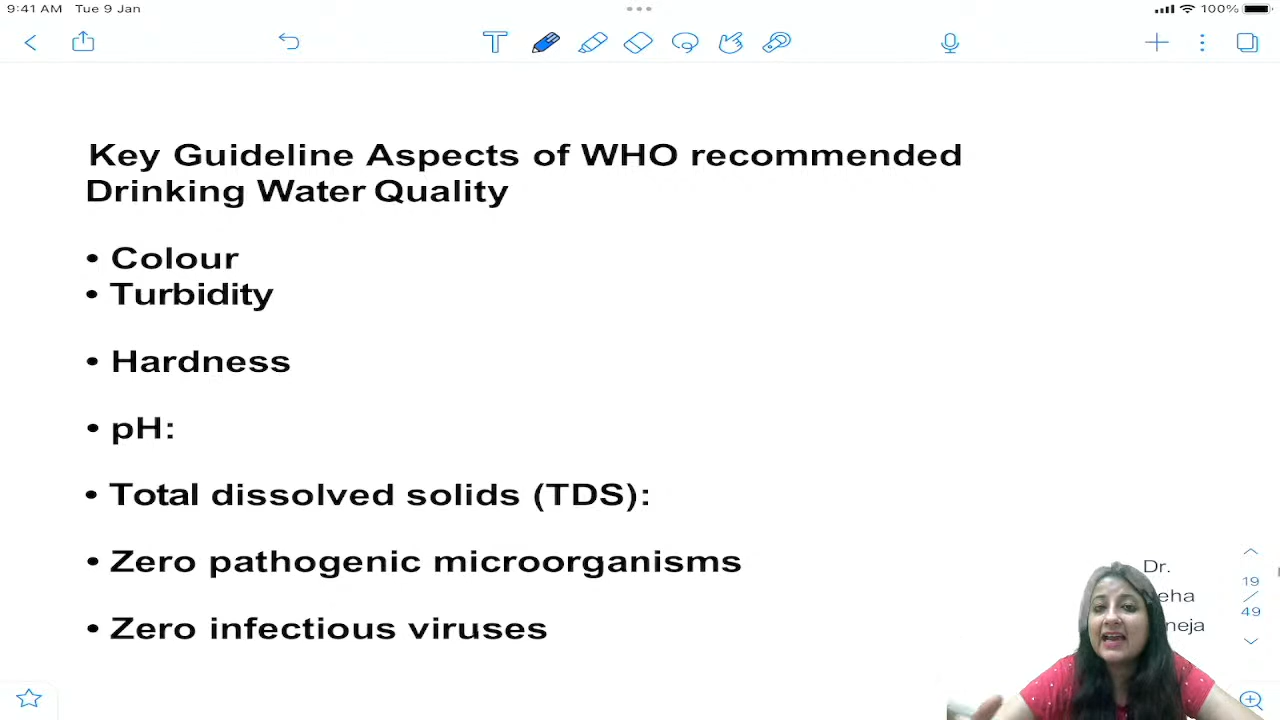 9:41 AM Tue 9 Jan
100%
Key Guideline Aspects of WHO recommended
Drinking Water Quality
• Colour
• Turbidity
• Hardness
• pH:
• Total dissolved solids (TDS):
• Zero pathogenic microorganisms
• Zero infectious viruses
Dr.
19
49